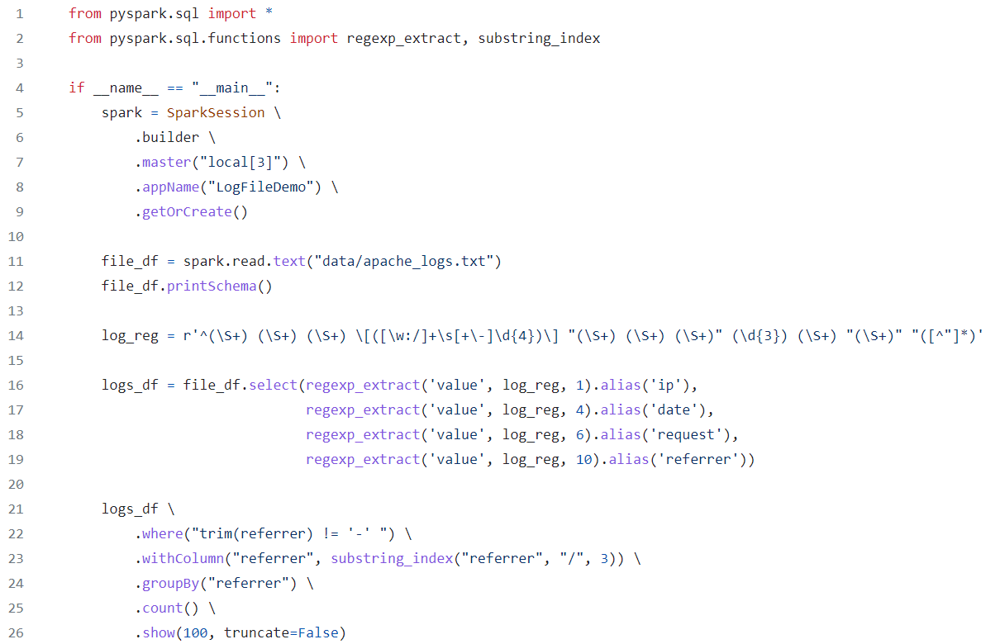 1 from pyspark.sql import *
2 from pyspark.sql.functions import regexp_extract, substring_index
3
4 if __name__ == "__main__":
5     spark = SparkSession \
6         .builder \
7         .master("local[3]") \
8         .appName("LogFileDemo") \
9         .getOrCreate()
10
11     file_df = spark.read.text("data/apache_logs.txt")
12     file_df.printSchema()
13
14     log_reg = r'^(\S+) (\S+) (\S+) \[([\w:/]+\s[+\-]\d{4})\] "(\S+) (\S+) (\S+)" (\d{3}) (\S+) "(\S+)" "([^"]*)'
15
16     logs_df = file_df.select(regexp_extract('value', log_reg, 1).alias('ip'),
17                              regexp_extract('value', log_reg, 4).alias('date'),
18                              regexp_extract('value', log_reg, 6).alias('request'),
19                              regexp_extract('value', log_reg, 10).alias('referrer'))
20
21     logs_df \
22         .where("trim(referrer) != '-' ") \
23         .withColumn("referrer", substring_index("referrer", "/", 3)) \
24         .groupBy("referrer") \
25         .count() \
26         .show(100, truncate=False)